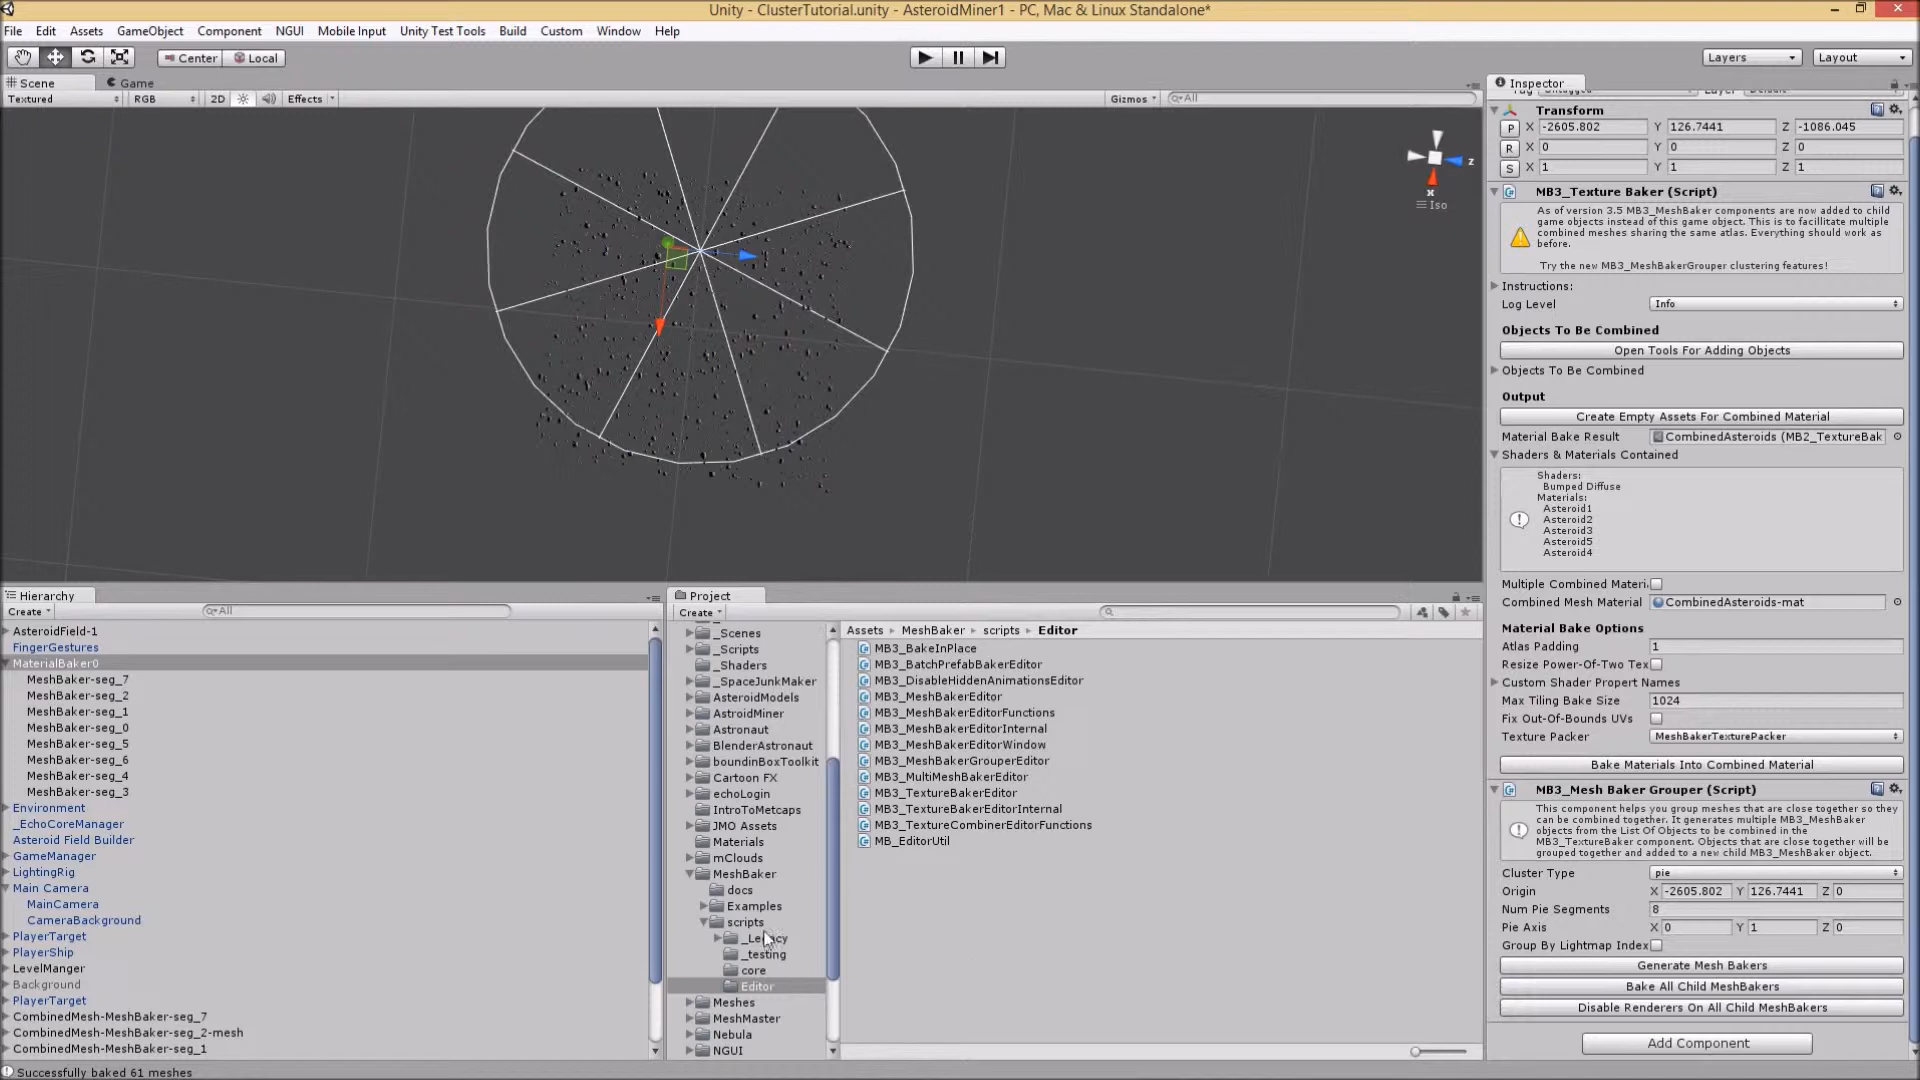 Unity - ClusterTutorial.unity - AsteroidMiner1 - PC, Mac & Linux Standalone*
File Edit Assets GameObject Component NGUI Mobile Input Unity Test Tools Build Custom Window Help
Center Local Layers Layout
Scene Game
Textured RGB 2D Effects Gizmos All
x
z
Iso
Hierarchy
Create All
AsteroidField-1
FingerGestures
MaterialBaker0
MeshBaker-seg_7
MeshBaker-seg_2
MeshBaker-seg_1
MeshBaker-seg_0
MeshBaker-seg_5
MeshBaker-seg_6
MeshBaker-seg_4
MeshBaker-seg_3
Environment
_EchoCoreManager
Asteroid Field Builder
GameManager
LightingRig
Main Camera
MainCamera
CameraBackground
PlayerTarget
PlayerShip
LevelManger
Background
PlayerTarget
CombinedMesh-MeshBaker-seg_7
CombinedMesh-MeshBaker-seg_2-mesh
CombinedMesh-MeshBaker-seg_1
Successfully baked 61 meshes
Project
Create
_Scenes
_Scripts
_Shaders
_SpaceJunkMaker
AsteroidModels
AstroidMiner
Astronaut
BlenderAstronaut
boundinBoxToolkit
Cartoon FX
echoLogin
IntroToMetcaps
JMO Assets
Materials
mClouds
MeshBaker
docs
Examples
scripts
_Legacy
_testing
core
Editor
Meshes
MeshMaster
Nebula
NGUI
Assets MeshBaker scripts Editor
MB3_BakeInPlace
MB3_BatchPrefabBakerEditor
MB3_DisableHiddenAnimationsEditor
MB3_MeshBakerEditor
MB3_MeshBakerEditorFunctions
MB3_MeshBakerEditorInternal
MB3_MeshBakerEditorWindow
MB3_MeshBakerGrouperEditor
MB3_MultiMeshBakerEditor
MB3_TextureBakerEditor
MB3_TextureBakerEditorInternal
MB3_TextureCombinerEditorFunctions
MB_EditorUtil
Inspector
Transform
P X -2605.802 Y 126.7441 Z -1086.045
R X 0 Y 0 Z 0
S X 1 Y 1 Z 1
MB3_Texture Baker (Script)
As of version 3.5 MB3_MeshBaker components are now added to child
game objects instead of this game object. This is to facillitate multiple
combined meshes sharing the same atlas. Everything should work as
before.
Try the new MB3_MeshBakerGrouper clustering features!
Instructions:
Log Level Info
Objects To Be Combined
Open Tools For Adding Objects
Objects To Be Combined
Output
Create Empty Assets For Combined Material
Material Bake Result CombinedAsteroids (MB2_TextureBak
Shaders & Materials Contained
Shaders:
Bumped Diffuse
Materials:
Asteroid1
Asteroid2
Asteroid3
Asteroid5
Asteroid4
Multiple Combined Materi
Combined Mesh Material CombinedAsteroids-mat
Material Bake Options
Atlas Padding 1
Resize Power-Of-Two Tex
Custom Shader Propert Names
Max Tiling Bake Size 1024
Fix Out-Of-Bounds UVs
Texture Packer MeshBakerTexturePacker
Bake Materials Into Combined Material
MB3_Mesh Baker Grouper (Script)
This component helps you group meshes that are close together so they
can be combined together. It generates multiple MB3_MeshBaker
objects from the List Of Objects to be combined in the
MB3_TextureBaker component. Objects that are close together will be
grouped together and added to a new child MB3_MeshBaker object.
Cluster Type pie
Origin X -2605.802 Y 126.7441 Z 0
Num Pie Segments 8
Pie Axis X 0 Y 1 Z 0
Group By Lightmap Index
Generate Mesh Bakers
Bake All Child MeshBakers
Disable Renderers On All Child MeshBakers
Add Component